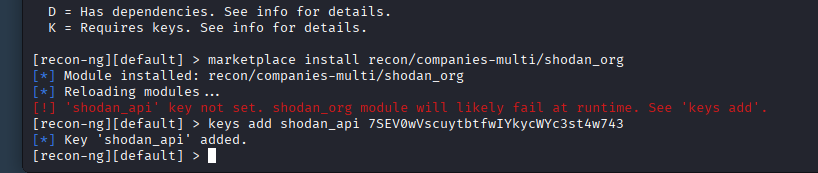 D = Has dependencies. See info for details.
K = Requires keys. See info for details.
[recon-ng][default] > marketplace install recon/companies-multi/shodan_org
[*] Module installed: recon/companies-multi/shodan_org
[*] Reloading modules...
[!] 'shodan_api' key not set. shodan_org module will likely fail at runtime. See 'keys add'.
[recon-ng][default] > keys add shodan_api 7SEV0wVscuytbtfwIYkycWYc3st4w743
[*] Key 'shodan_api' added.
[recon-ng][default] >